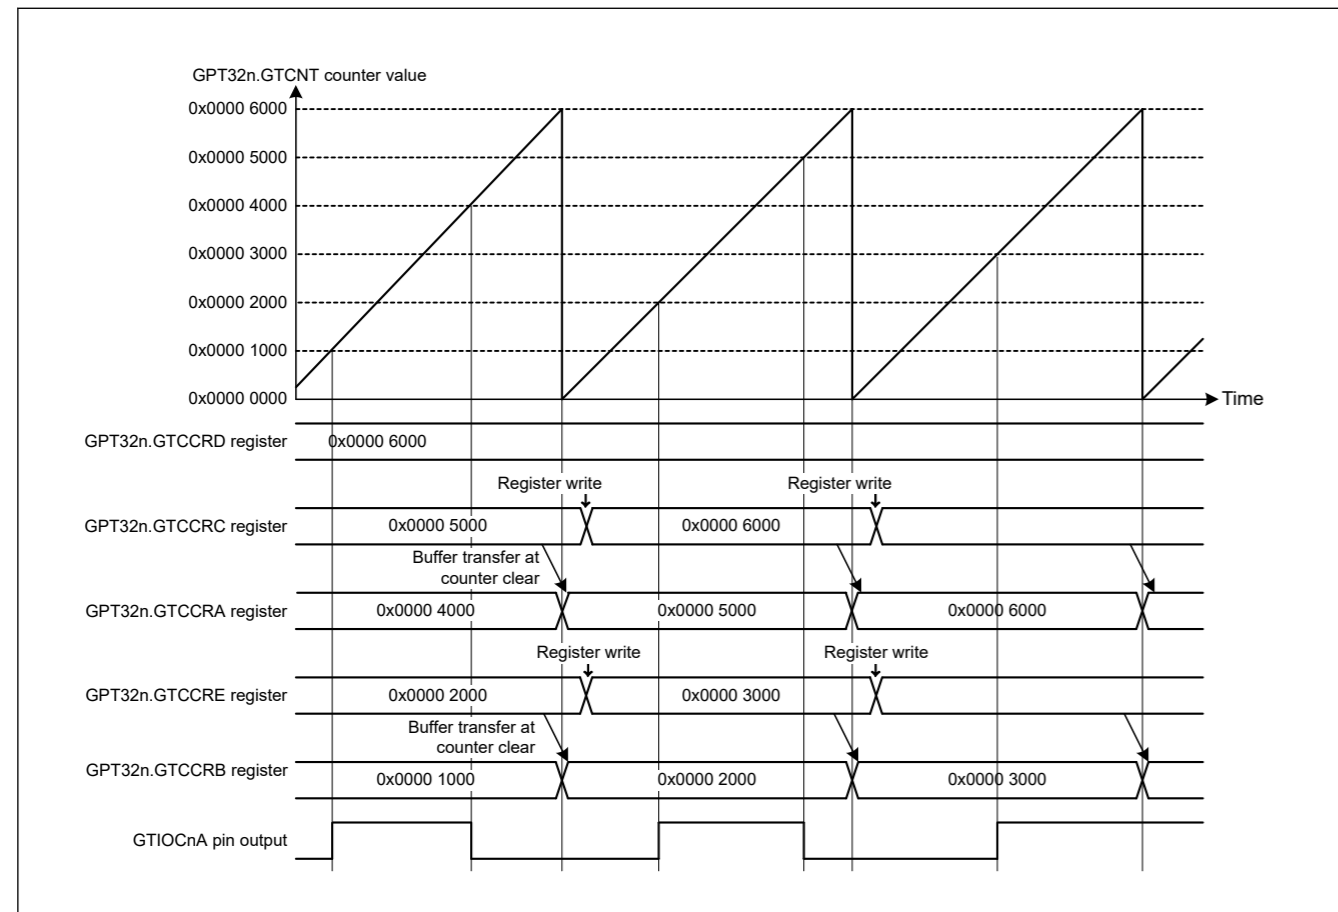 GPT32n.GTCNT counter value
0x0000 6000
0x0000 5000
0x0000 4000
0x0000 3000
0x0000 2000
0x0000 1000
0x0000 0000
Time
GPT32n.GTCCRD register
0x0000 6000
Register write
Register write
GPT32n.GTCCRC register
0x0000 5000
0x0000 6000
Buffer transfer at
counter clear
GPT32n.GTCCRA register
0x0000 4000
0x0000 5000
0x0000 6000
Register write
Register write
GPT32n.GTCCRE register
0x0000 2000
0x0000 3000
Buffer transfer at
counter clear
GPT32n.GTCCRB register
0x0000 1000
0x0000 2000
0x0000 3000
GTIOCnA pin output